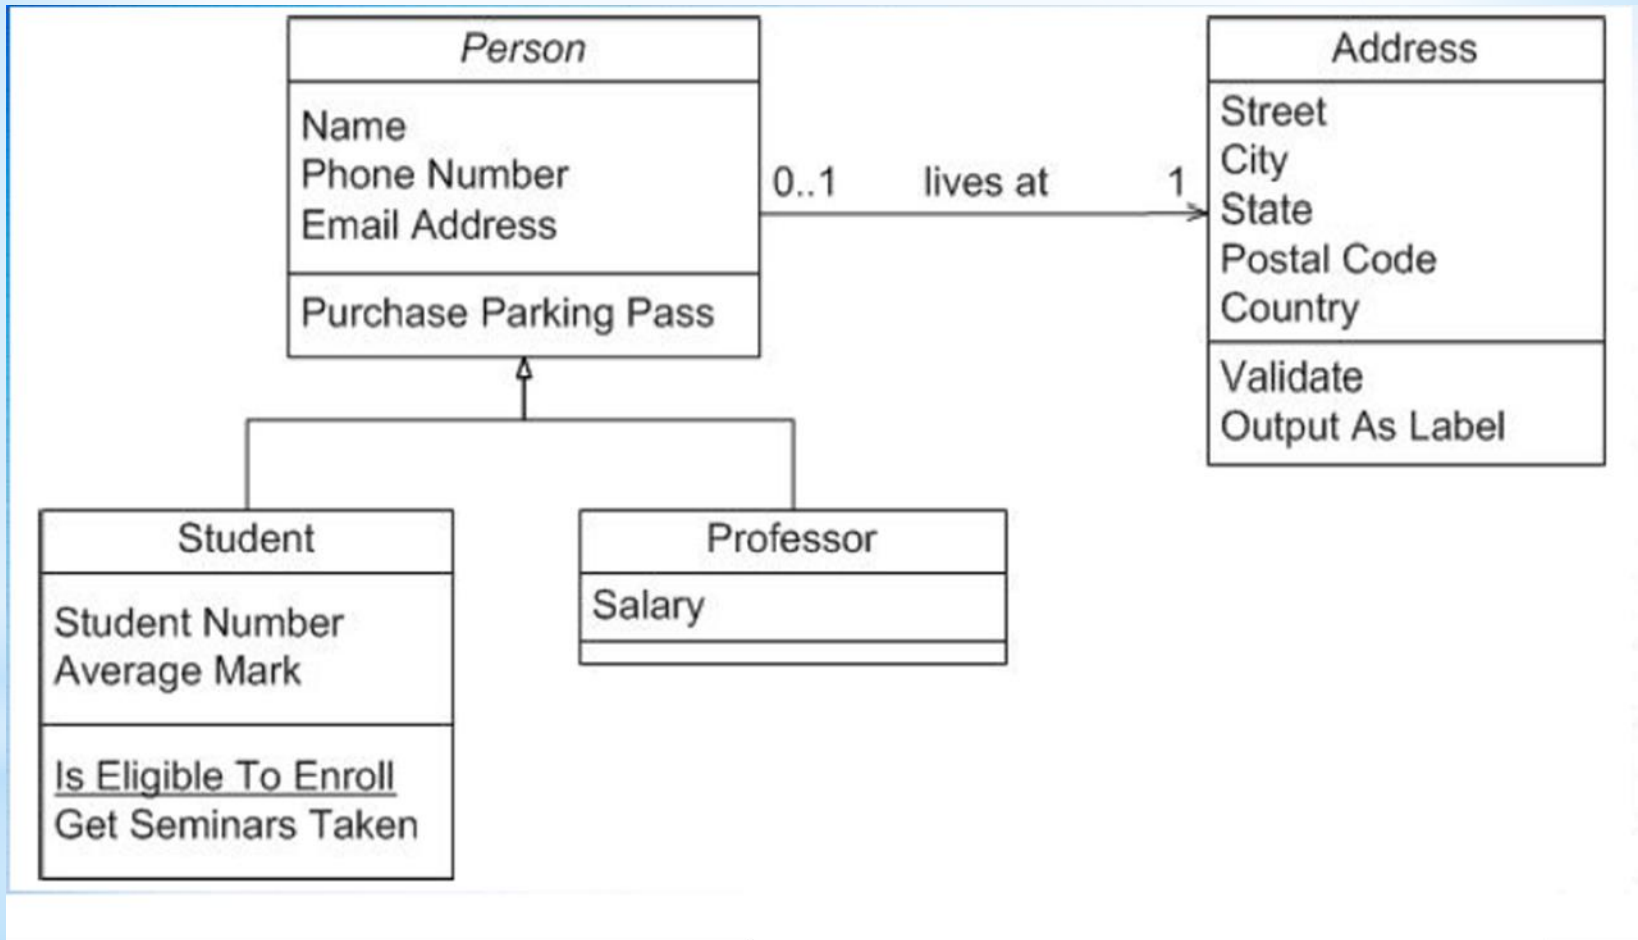 Person
Name
Phone Number
Email Address
Purchase Parking Pass
0..1 lives at 1
Address
Street
City
State
Postal Code
Country
Validate
Output As Label
Student
Student Number
Average Mark
Is Eligible To Enroll
Get Seminars Taken
Professor
Salary